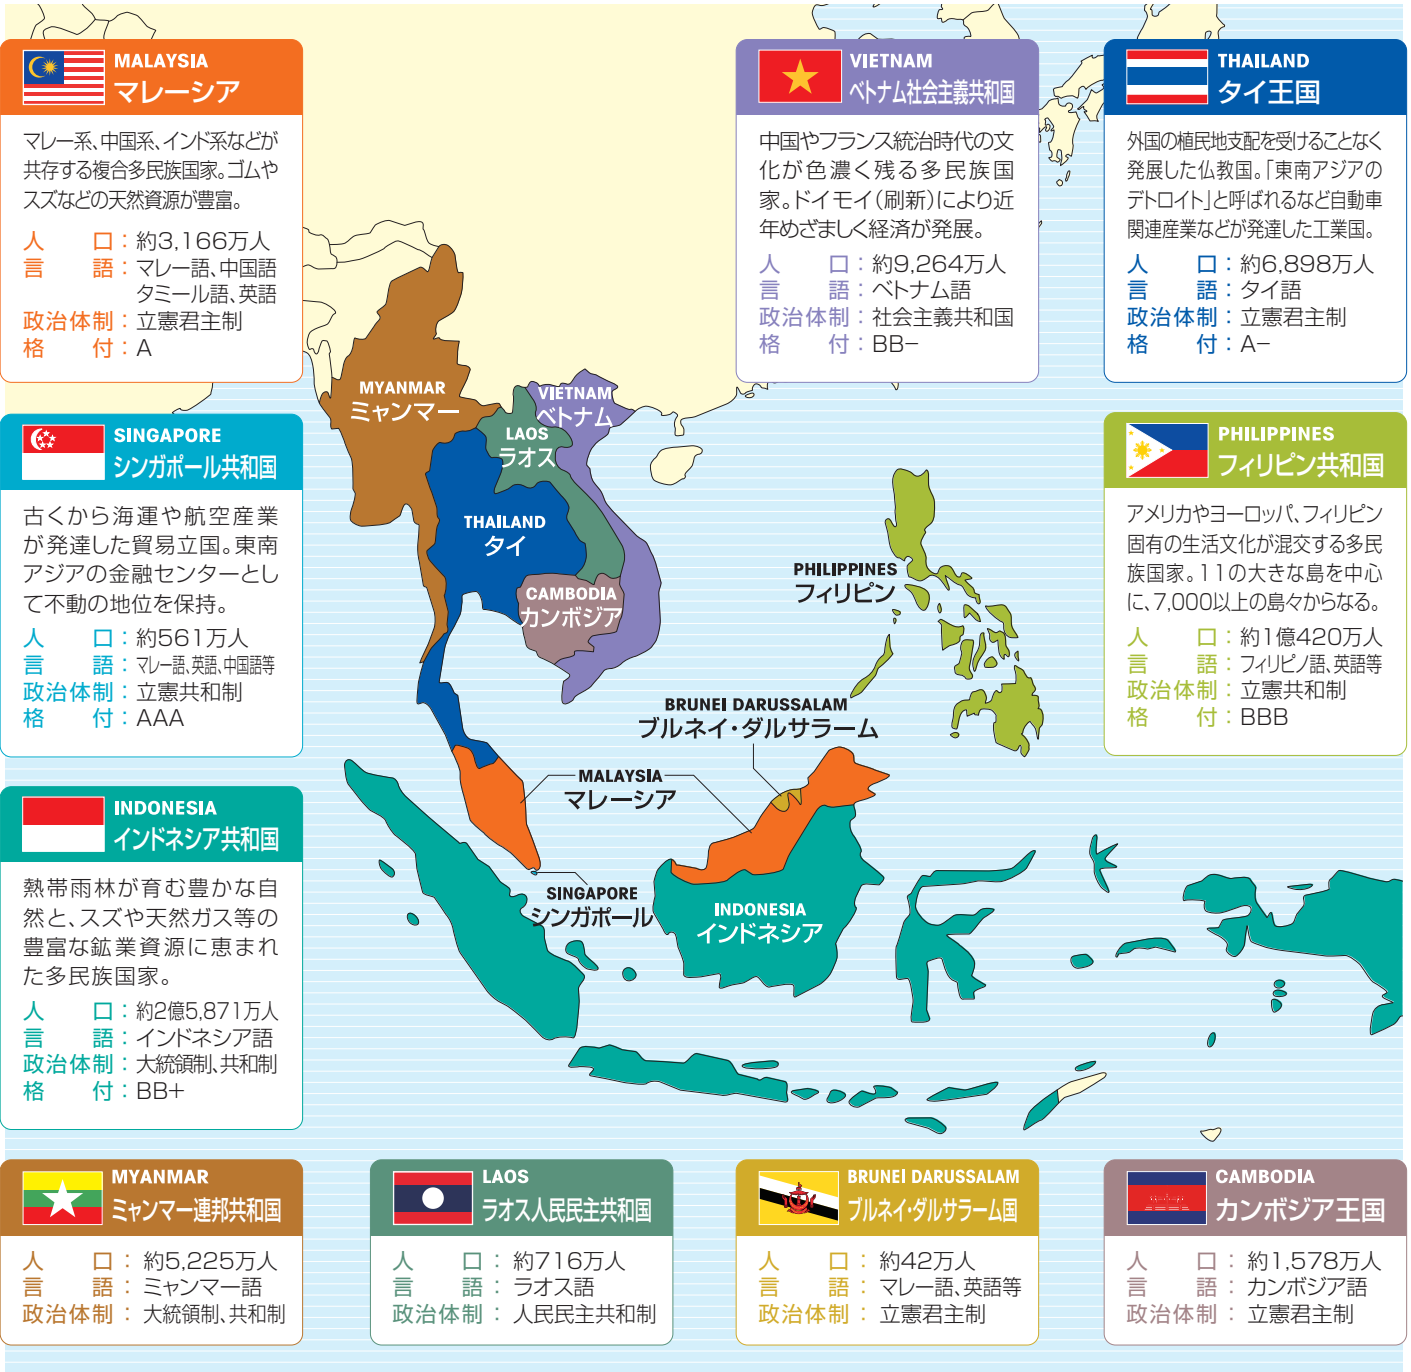 MALAYSIA
マレーシア
マレー系、中国系、インド系などが
共存する複合多民族国家。ゴムや
スズなどの天然資源が豊富。
人口：約3,166万人
言語：マレー語、中国語
タミール語、英語
政治体制：立憲君主制
格付：A
VIETNAM
ベトナム社会主義共和国
中国やフランス統治時代の文
化が色濃く残る多民族国
家。ドイモイ（刷新）により近
年めざましく経済が発展。
人口：約9,264万人
言語：ベトナム語
政治体制：社会主義共和国
格付：BB−
THAILAND
タイ王国
外国の植民地支配を受けることなく
発展した仏教国。「東南アジアの
デトロイト」と呼ばれるなど自動車
関連産業などが発達した工業国。
人口：約6,898万人
言語：タイ語
政治体制：立憲君主制
格付：A−
SINGAPORE
シンガポール共和国
古くから海運や航空産業
が発達した貿易立国。東南
アジアの金融センターとし
て不動の地位を保持。
人口：約561万人
言語：マレー語、英語、中国語等
政治体制：立憲共和制
格付：AAA
PHILIPPINES
フィリピン共和国
アメリカやヨーロッパ、フィリピン
固有の生活文化が混交する多民
族国家。11の大きな島を中心
に、7,000以上の島々からなる。
人口：約1億420万人
言語：フィリピノ語、英語等
政治体制：立憲共和制
格付：BBB
INDONESIA
インドネシア共和国
熱帯雨林が育む豊かな自
然と、スズや天然ガス等の
豊富な鉱業資源に恵まれ
た多民族国家。
人口：約2億5,871万人
言語：インドネシア語
政治体制：大統領制、共和制
格付：BB+
MYANMAR
ミャンマー
VIETNAM
ベトナム
LAOS
ラオス
THAILAND
タイ
CAMBODIA
カンボジア
PHILIPPINES
フィリピン
BRUNEI DARUSSALAM
ブルネイ・ダルサラーム
MALAYSIA
マレーシア
SINGAPORE
シンガポール
INDONESIA
インドネシア
MYANMAR
ミャンマー連邦共和国
人口：約5,225万人
言語：ミャンマー語
政治体制：大統領制、共和制
LAOS
ラオス人民民主共和国
人口：約716万人
言語：ラオス語
政治体制：人民民主共和制
BRUNEI DARUSSALAM
ブルネイ・ダルサラーム国
人口：約42万人
言語：マレー語、英語等
政治体制：立憲君主制
CAMBODIA
カンボジア王国
人口：約1,578万人
言語：カンボジア語
政治体制：立憲君主制